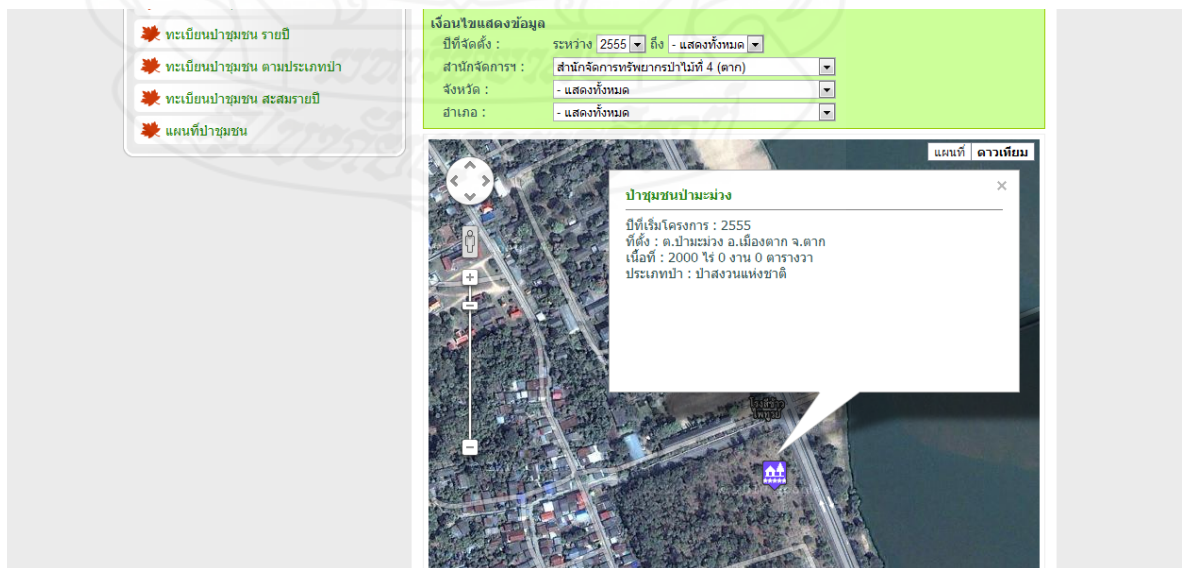 ทะเบียนป่าชุมชน รายปี
ทะเบียนป่าชุมชน ตามประเภทป่า
ทะเบียนป่าชุมชน สะสมรายปี
แผนที่ป่าชุมชน
เงื่อนไขแสดงข้อมูล
ปีที่จัดตั้ง : ระหว่าง 2555 ถึง - แสดงทั้งหมด
สำนักจัดการฯ : สำนักจัดการทรัพยากรป่าไม้ที่ 4 (ตาก)
จังหวัด : - แสดงทั้งหมด
อำเภอ : - แสดงทั้งหมด
แผนที่ ดาวเทียม
ป่าชุมชนป่ามะม่วง
ปีที่เริ่มโครงการ : 2555
ที่ตั้ง : ต.ป่ามะม่วง อ.เมืองตาก จ.ตาก
เนื้อที่ : 2000 ไร่ 0 งาน 0 ตารางวา
ประเภทป่า : ป่าสงวนแห่งชาติ
โรงสีข้าว
ไพฑูรย์